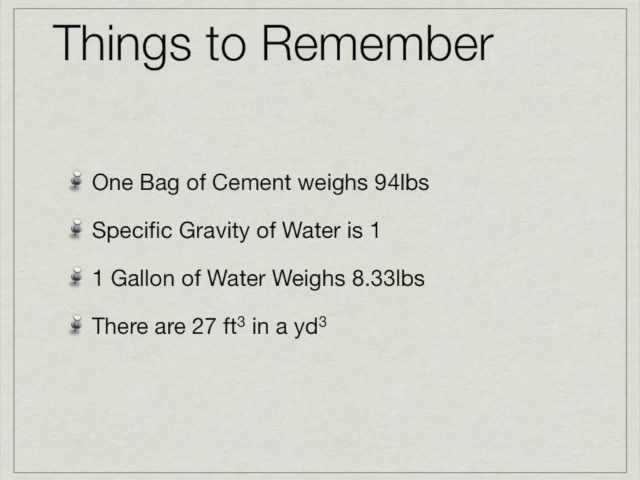 Things to Remember
One Bag of Cement weighs 94lbs
Specific Gravity of Water is 1
1 Gallon of Water Weighs 8.33lbs
There are 27 ft³ in a yd³